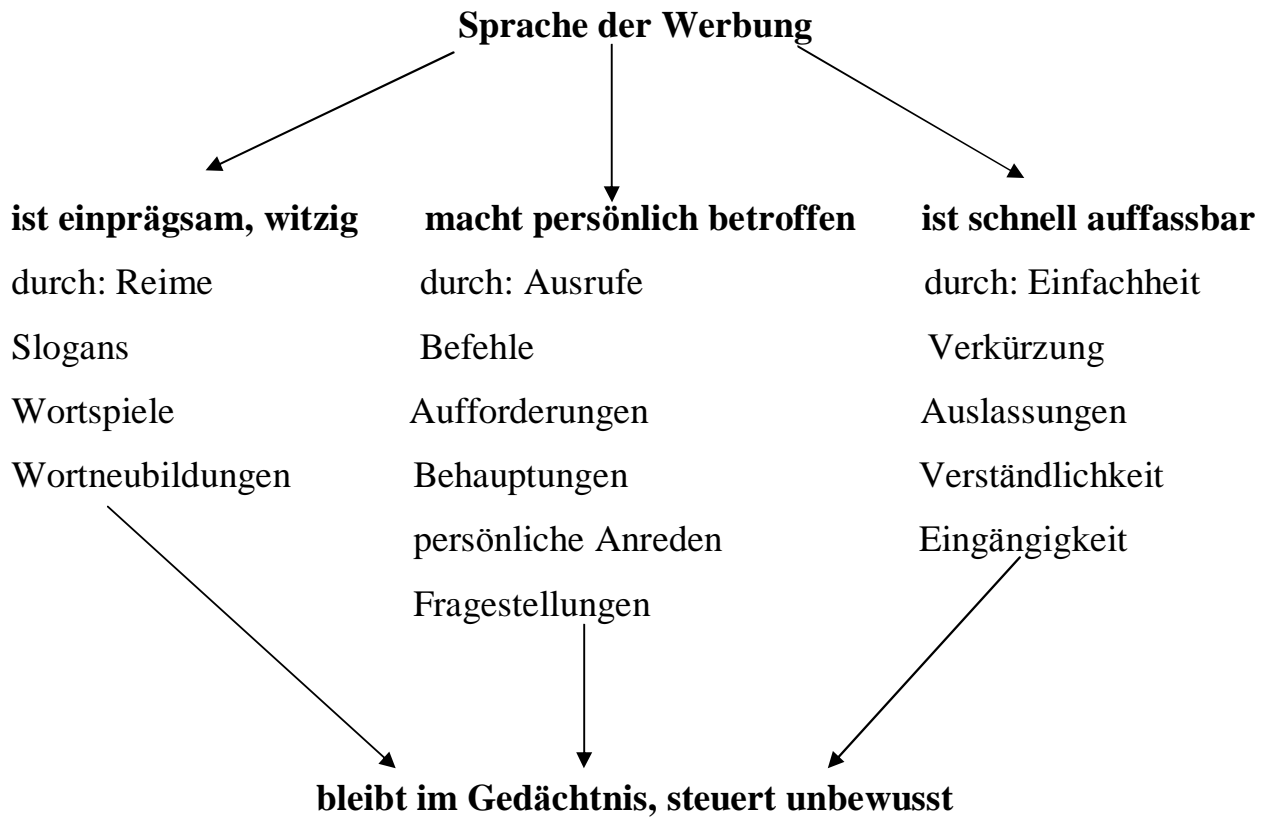 Sprache der Werbung
ist einprägsam, witzig macht persönlich betroffen ist schnell auffassbar
durch: Reime durch: Ausrufe durch: Einfachheit
Slogans Befehle Verkürzung
Wortspiele Aufforderungen Auslassungen
Wortneubildungen Behauptungen Verständlichkeit
persönliche Anreden Eingängigkeit
Fragestellungen
bleibt im Gedächtnis, steuert unbewusst